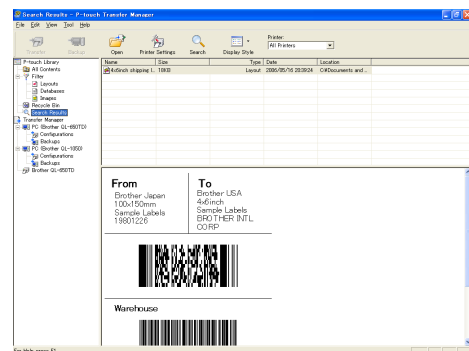 Search Results - P-touch Transfer Manager
File Edit View Tool Help
Transfer Backup Open Printer Settings Search Display Style
Printer:
All Printers
P-touch Library
All Contents
Filter
Layouts
Databases
Images
Recycle Bin
Search Results
Transfer Manager
PC (Brother QL-650TD)
Configurations
Backups
PC (Brother QL-1050)
Configurations
Backups
Brother QL-650TD
Name Size Type Date Location
4x6inch shipping l... 10KB Layout 2006/05/16 20:39:24 C:\Documents and ...
From
Brother Japan
100x150mm
Sample Labels
19801226
To
Brother USA
4x6inch
Sample Labels
BROTHER INTL
CORP
Warehouse
For Help, press F1